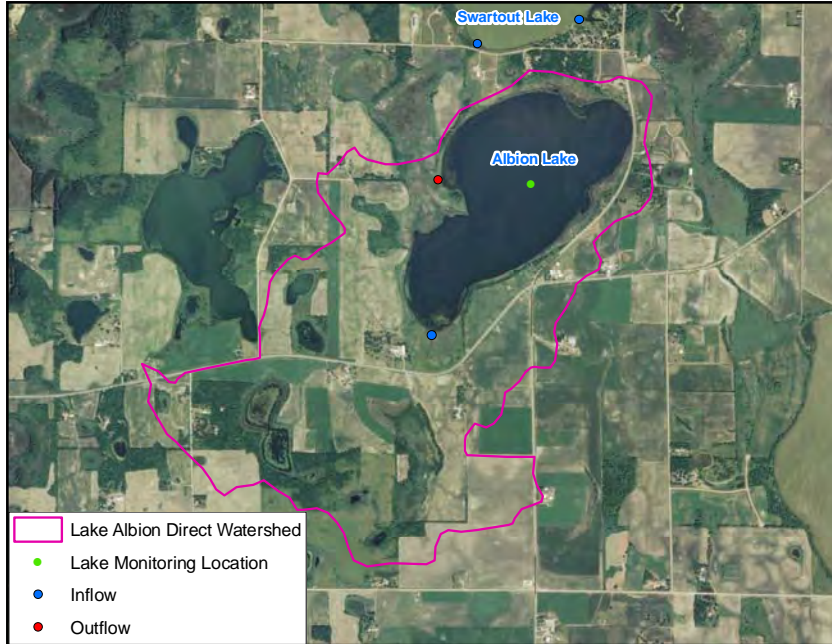 Swartout Lake
Albion Lake
Lake Albion Direct Watershed
Lake Monitoring Location
Inflow
Outflow